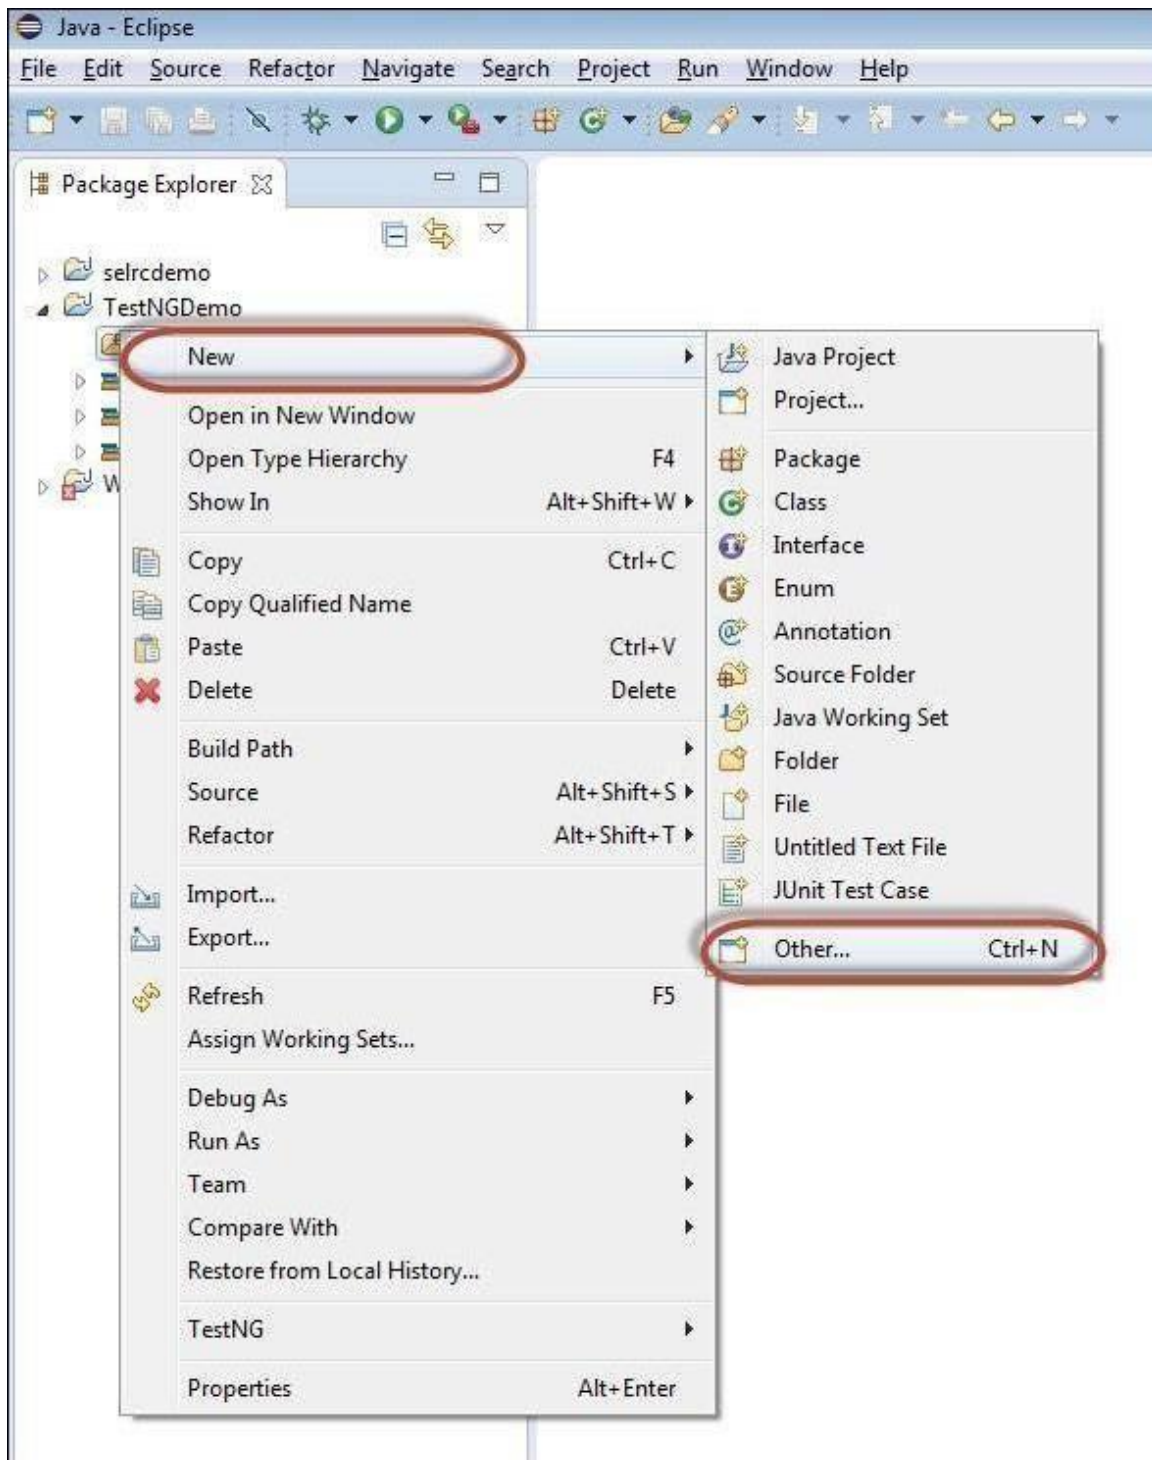 Java - Eclipse
File Edit Source Refactor Navigate Search Project Run Window Help
Package Explorer
selrcdemo
TestNGDemo
W
New
Open in New Window
Open Type Hierarchy F4
Show In Alt+Shift+W
Copy Ctrl+C
Copy Qualified Name
Paste Ctrl+V
Delete Delete
Build Path
Source Alt+Shift+S
Refactor Alt+Shift+T
Import...
Export...
Refresh F5
Assign Working Sets...
Debug As
Run As
Team
Compare With
Restore from Local History...
TestNG
Properties Alt+Enter
Java Project
Project...
Package
Class
Interface
Enum
Annotation
Source Folder
Java Working Set
Folder
File
Untitled Text File
JUnit Test Case
Other... Ctrl+N